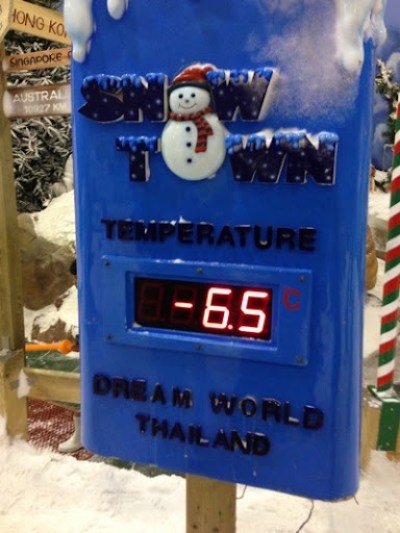 HONG KO
SINGAPORE
AUSTRAL
SNOW
TOWN
TEMPERATURE
-6.5 C
DREAM WORLD
THAILAND